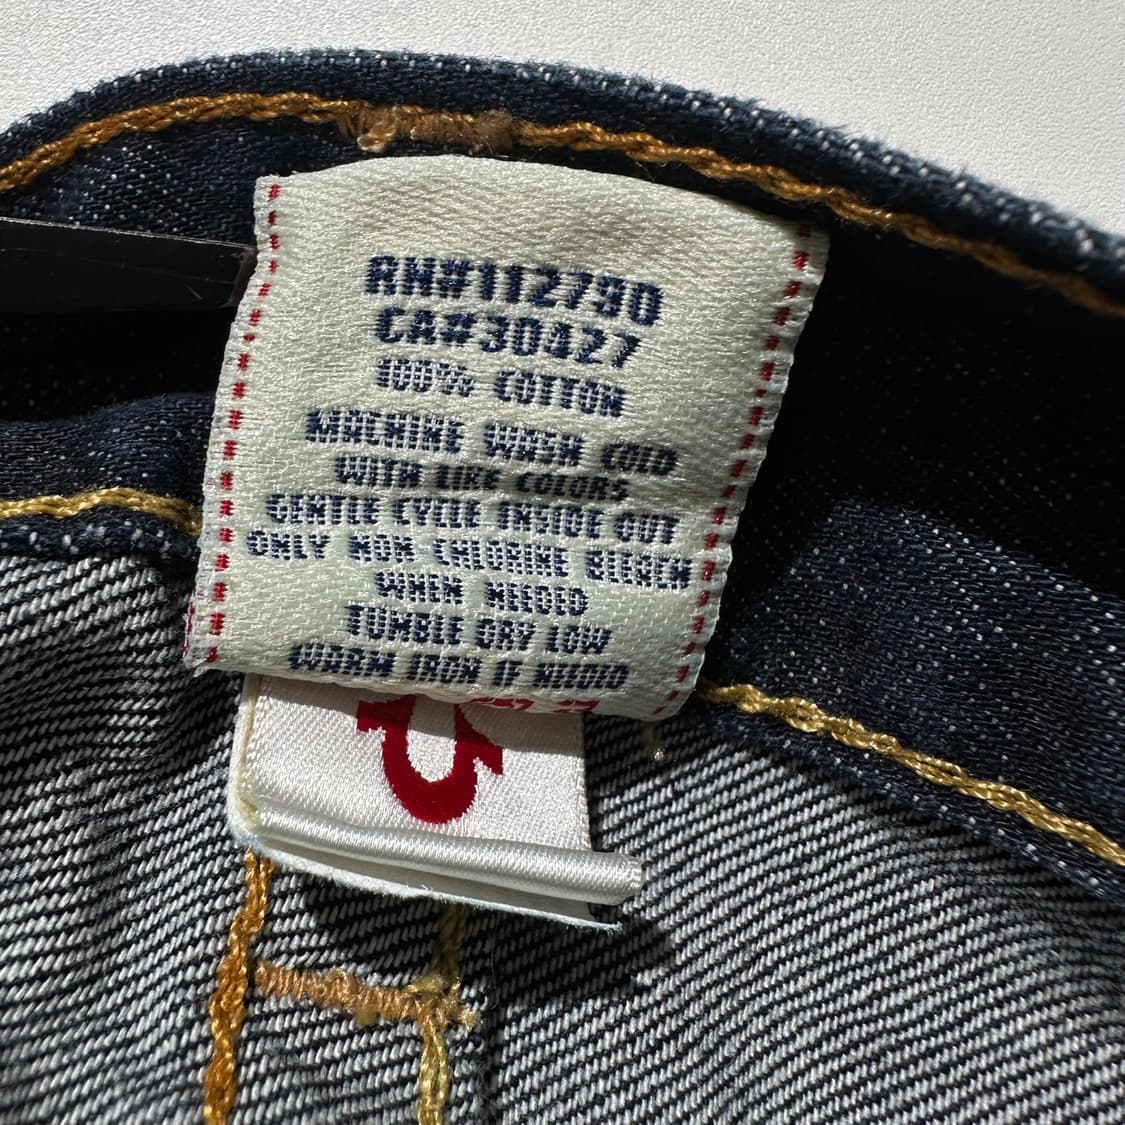 RN#112790
CA#30427
100% COTTON
MACHINE WASH COLD
WITH LIKE COLORS
GENTLE CYCLE INSIDE OUT
ONLY NON-CHLORINE BLEACH
WHEN NEEDED
TUMBLE DRY LOW
WARM IRON IF NEEDED